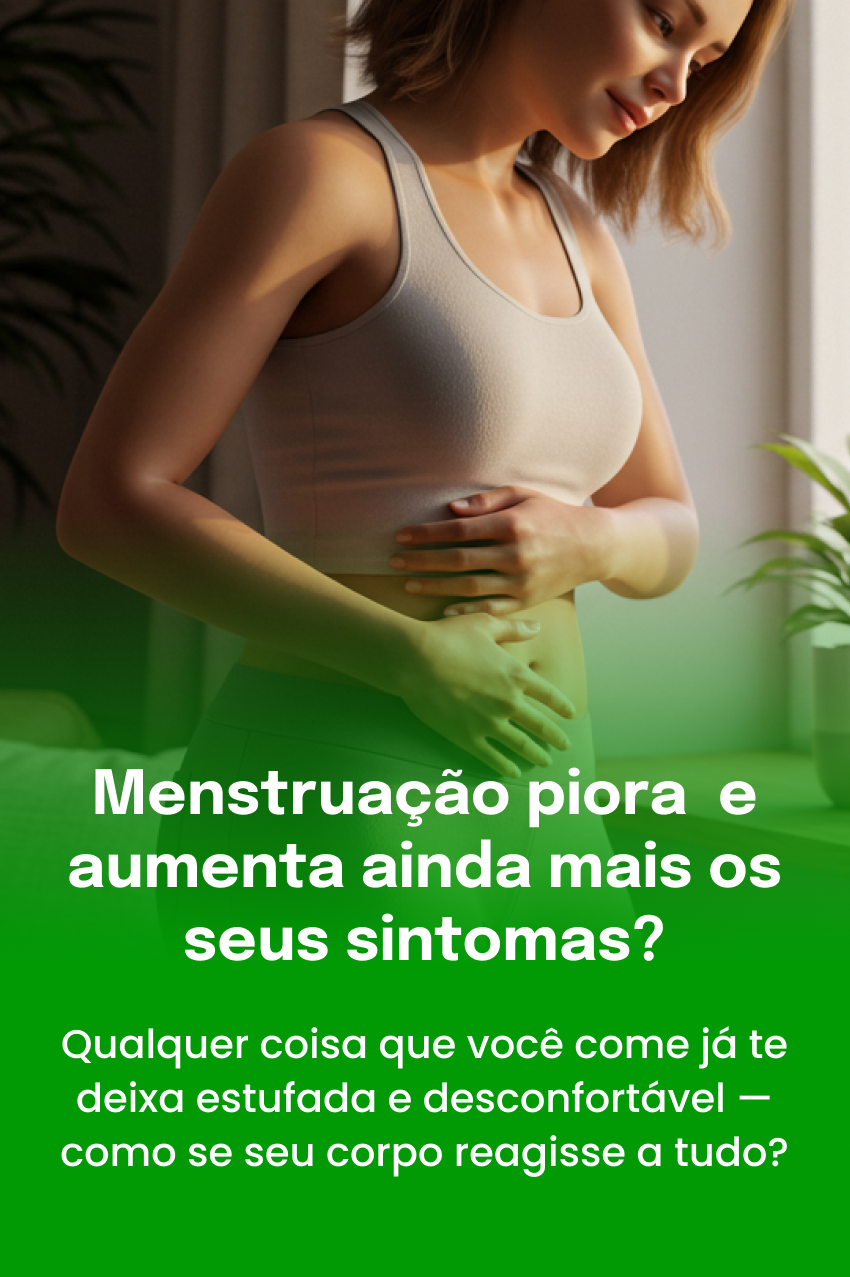 Menstruação piora  e
aumenta ainda mais os
seus sintomas?
Qualquer coisa que você come já te
deixa estufada e desconfortável —
como se seu corpo reagisse a tudo?